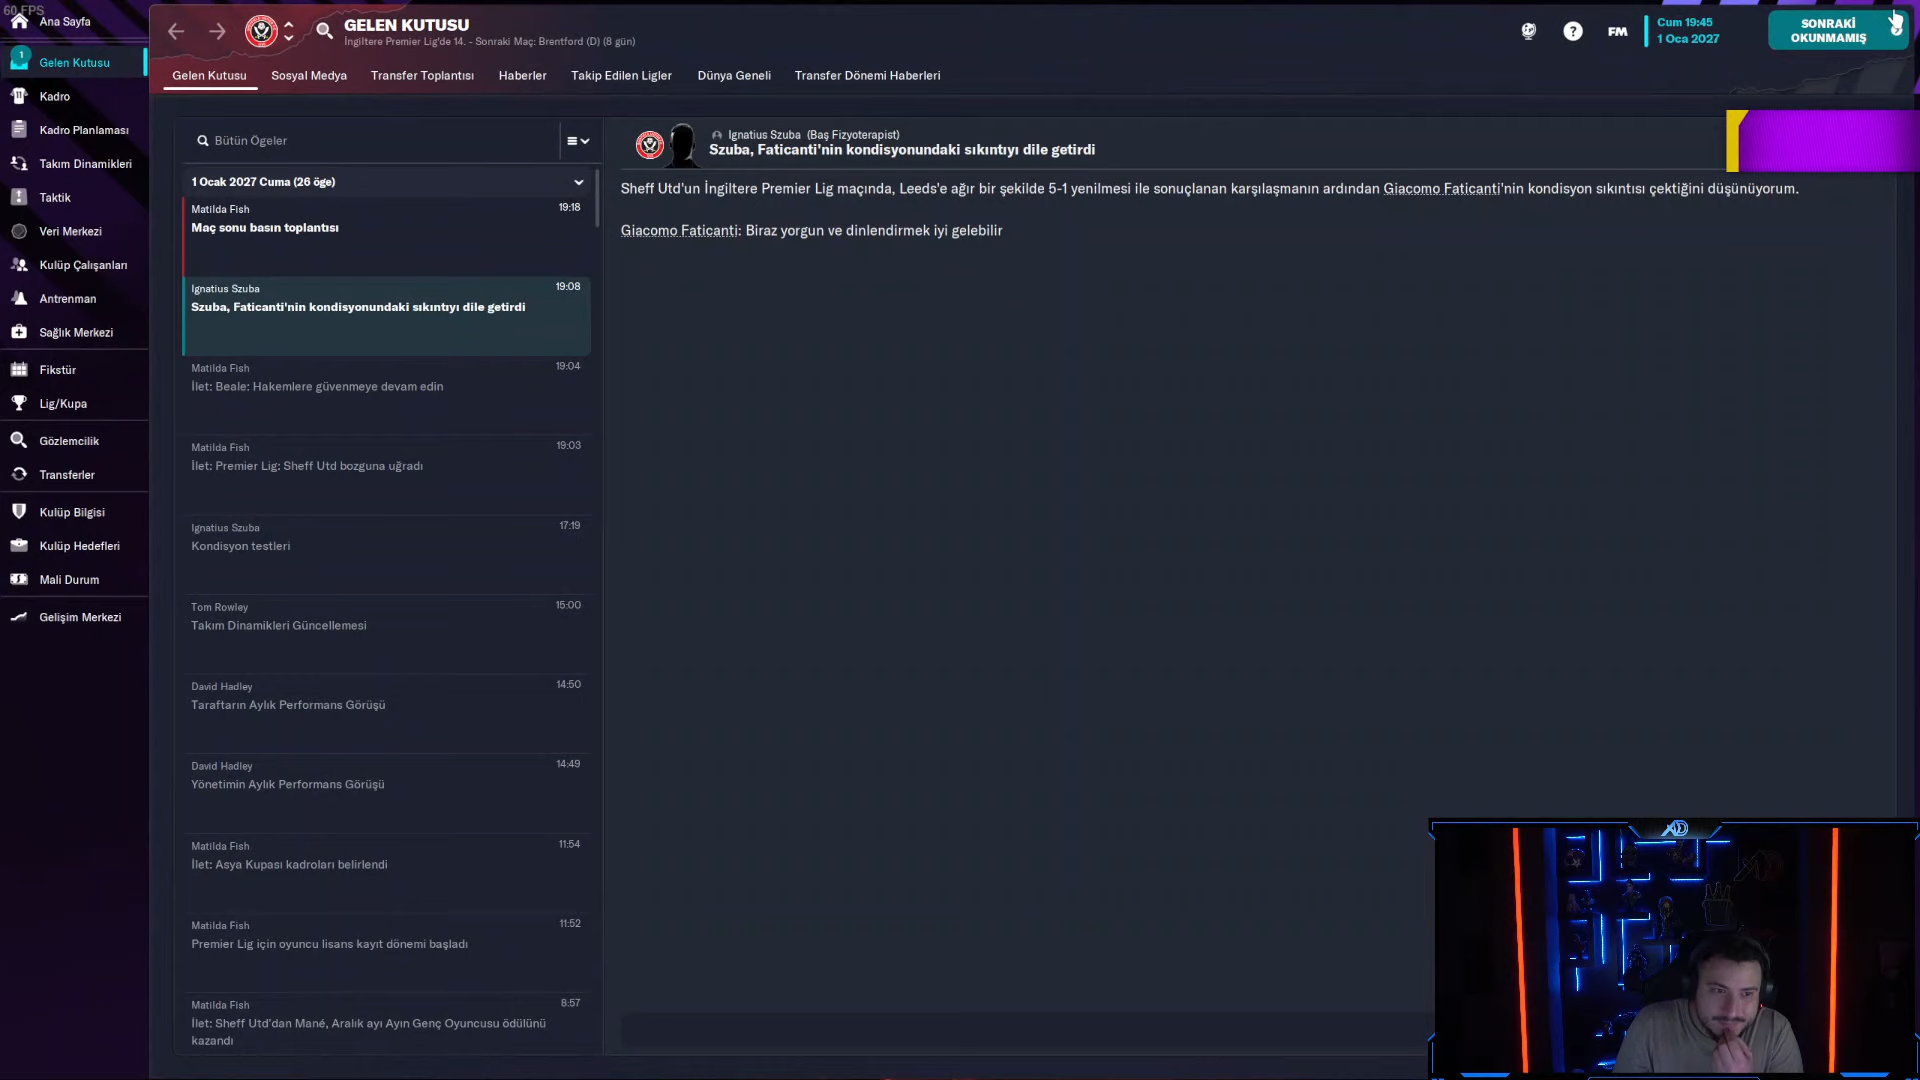 60 FPS
Ana Sayfa
1
Gelen Kutusu
Kadro
Kadro Planlaması
Takım Dinamikleri
Taktik
Veri Merkezi
Kulüp Çalışanları
Antrenman
Sağlık Merkezi
Fikstür
Lig/Kupa
Gözlemcilik
Transferler
Kulüp Bilgisi
Kulüp Hedefleri
Mali Durum
Gelişim Merkezi
GELEN KUTUSU
İngiltere Premier Lig'de 14. - Sonraki Maç: Brentford (D) (8 gün)
? FM
Cum 19:45
1 Oca 2027
SONRAKİ
OKUNMAMIŞ
Gelen Kutusu Sosyal Medya Transfer Toplantısı Haberler Takip Edilen Ligler Dünya Geneli Transfer Dönemi Haberleri
Bütün Ögeler
1 Ocak 2027 Cuma (26 öge)
Matilda Fish 19:18
Maç sonu basın toplantısı
Ignatius Szuba 19:08
Szuba, Faticanti'nin kondisyonundaki sıkıntıyı dile getirdi
Matilda Fish 19:04
İlet: Beale: Hakemlere güvenmeye devam edin
Matilda Fish 19:03
İlet: Premier Lig: Sheff Utd bozguna uğradı
Ignatius Szuba 17:19
Kondisyon testleri
Tom Rowley 15:00
Takım Dinamikleri Güncellemesi
David Hadley 14:50
Taraftarın Aylık Performans Görüşü
David Hadley 14:49
Yönetimin Aylık Performans Görüşü
Matilda Fish 11:54
İlet: Asya Kupası kadroları belirlendi
Matilda Fish 11:52
Premier Lig için oyuncu lisans kayıt dönemi başladı
Matilda Fish 8:57
İlet: Sheff Utd'dan Mané, Aralık ayı Ayın Genç Oyuncusu ödülünü
kazandı
Ignatius Szuba (Baş Fizyoterapist)
Szuba, Faticanti'nin kondisyonundaki sıkıntıyı dile getirdi
Sheff Utd'un İngiltere Premier Lig maçında, Leeds'e ağır bir şekilde 5-1 yenilmesi ile sonuçlanan karşılaşmanın ardından Giacomo Faticanti'nin kondisyon sıkıntısı çektiğini düşünüyorum.
Giacomo Faticanti: Biraz yorgun ve dinlendirmek iyi gelebilir